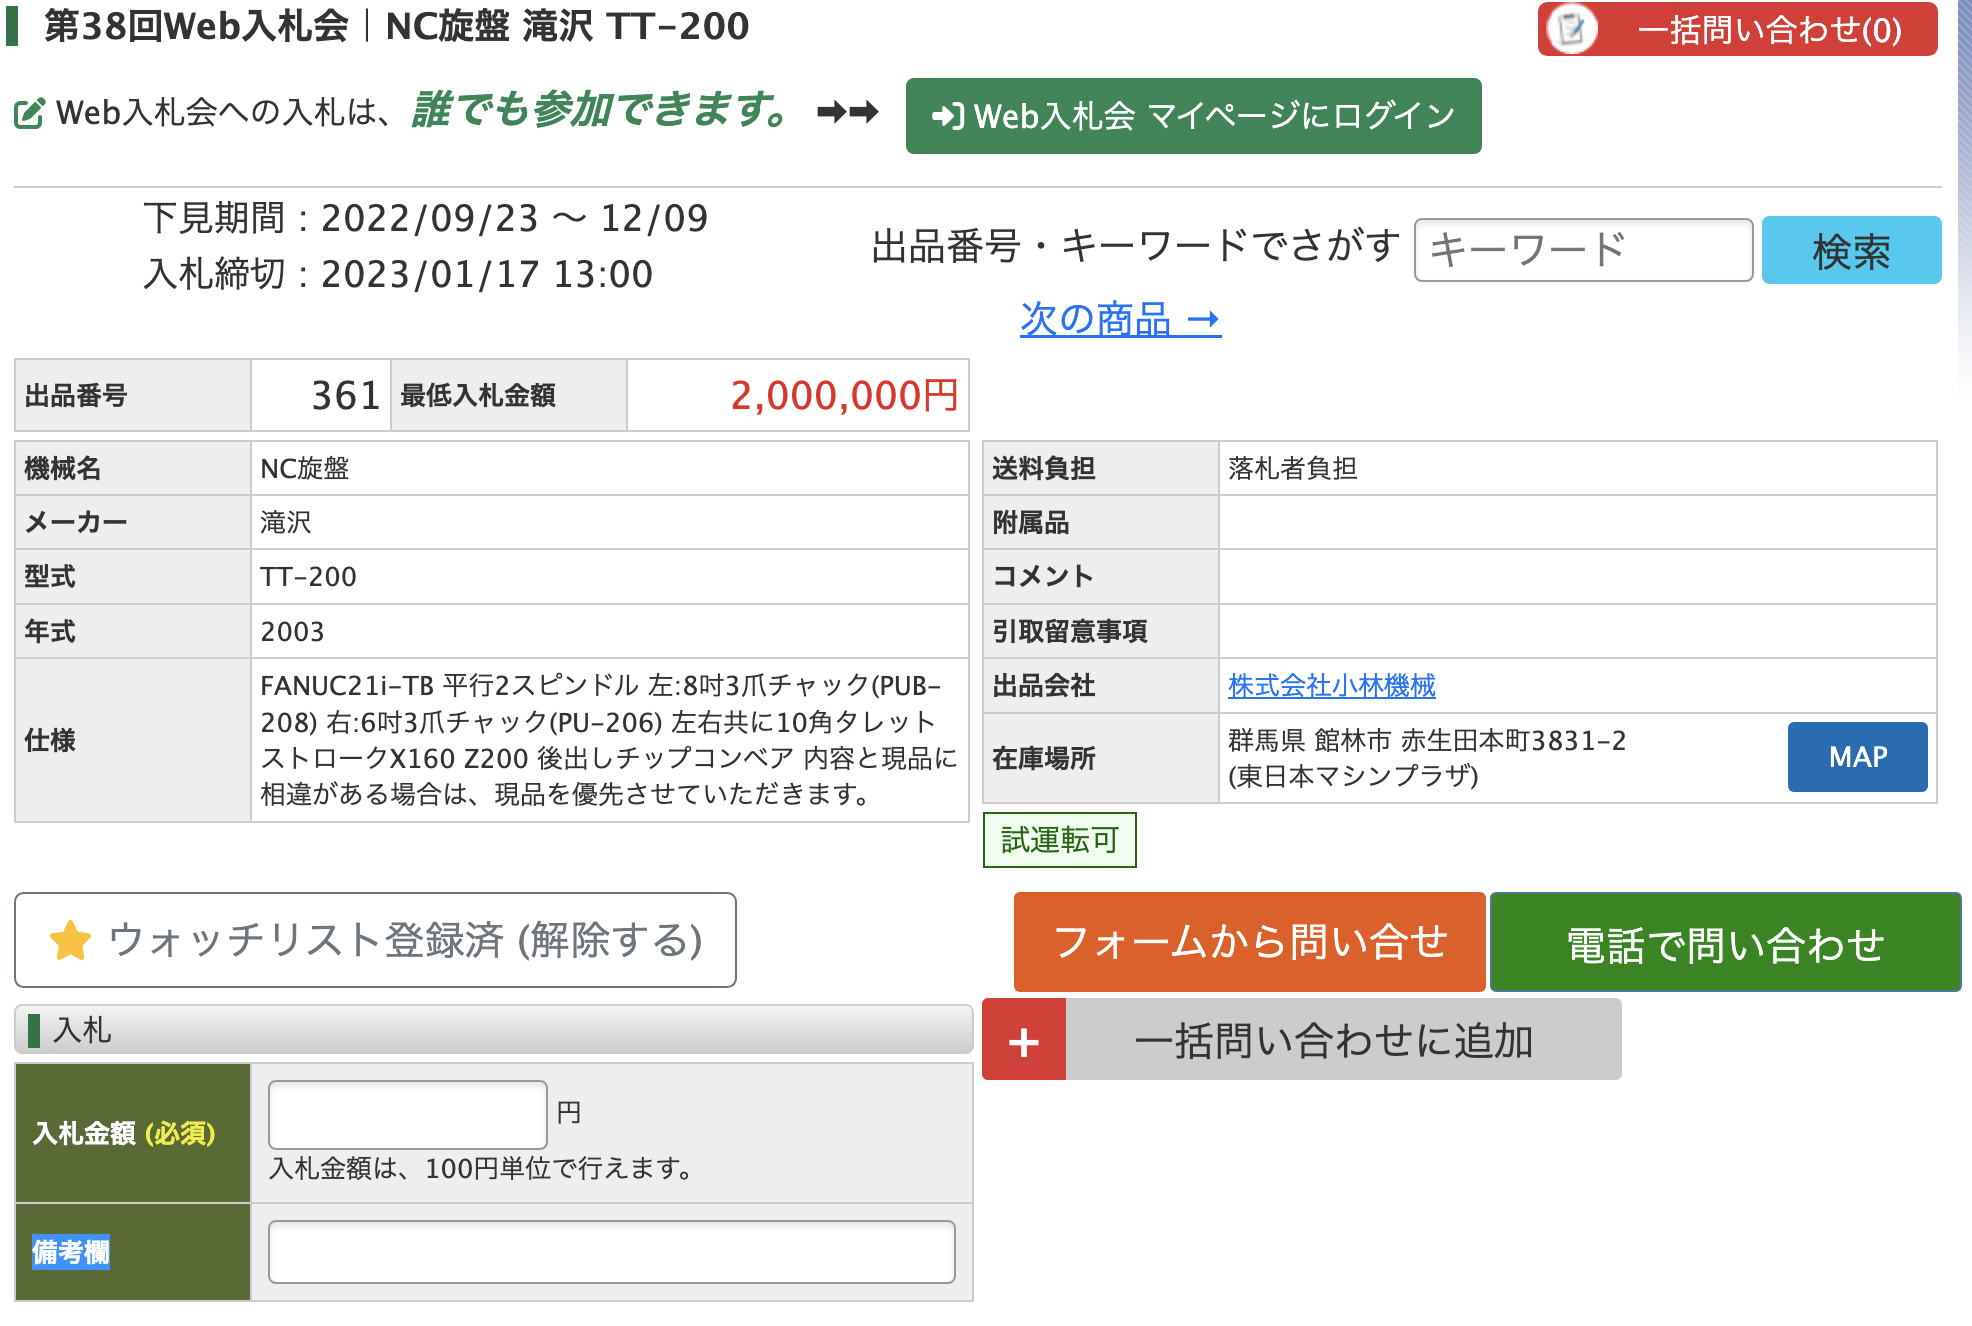 第38回Web入札会｜NC旋盤 滝沢 TT-200
一括問い合わせ(0)
Web入札会への入札は、誰でも参加できます。
Web入札会 マイページにログイン
下見期間 : 2022/09/23 〜 12/09
入札締切 : 2023/01/17 13:00
出品番号・キーワードでさがす
キーワード
検索
次の商品 →
出品番号 361 最低入札金額 2,000,000円
機械名 NC旋盤
メーカー 滝沢
型式 TT-200
年式 2003
仕様
FANUC21i-TB 平行2スピンドル 左:8吋3爪チャック(PUB-
208) 右:6吋3爪チャック(PU-206) 左右共に10角タレット
ストロークX160 Z200 後出しチップコンベア 内容と現品に
相違がある場合は、現品を優先させていただきます。
送料負担 落札者負担
附属品
コメント
引取留意事項
出品会社 株式会社小林機械
在庫場所
群馬県 館林市 赤生田本町3831-2
(東日本マシンプラザ)
MAP
試運転可
ウォッチリスト登録済 (解除する)
フォームから問い合せ
電話で問い合わせ
+ 一括問い合わせに追加
入札
入札金額 (必須)
円
入札金額は、100円単位で行えます。
備考欄